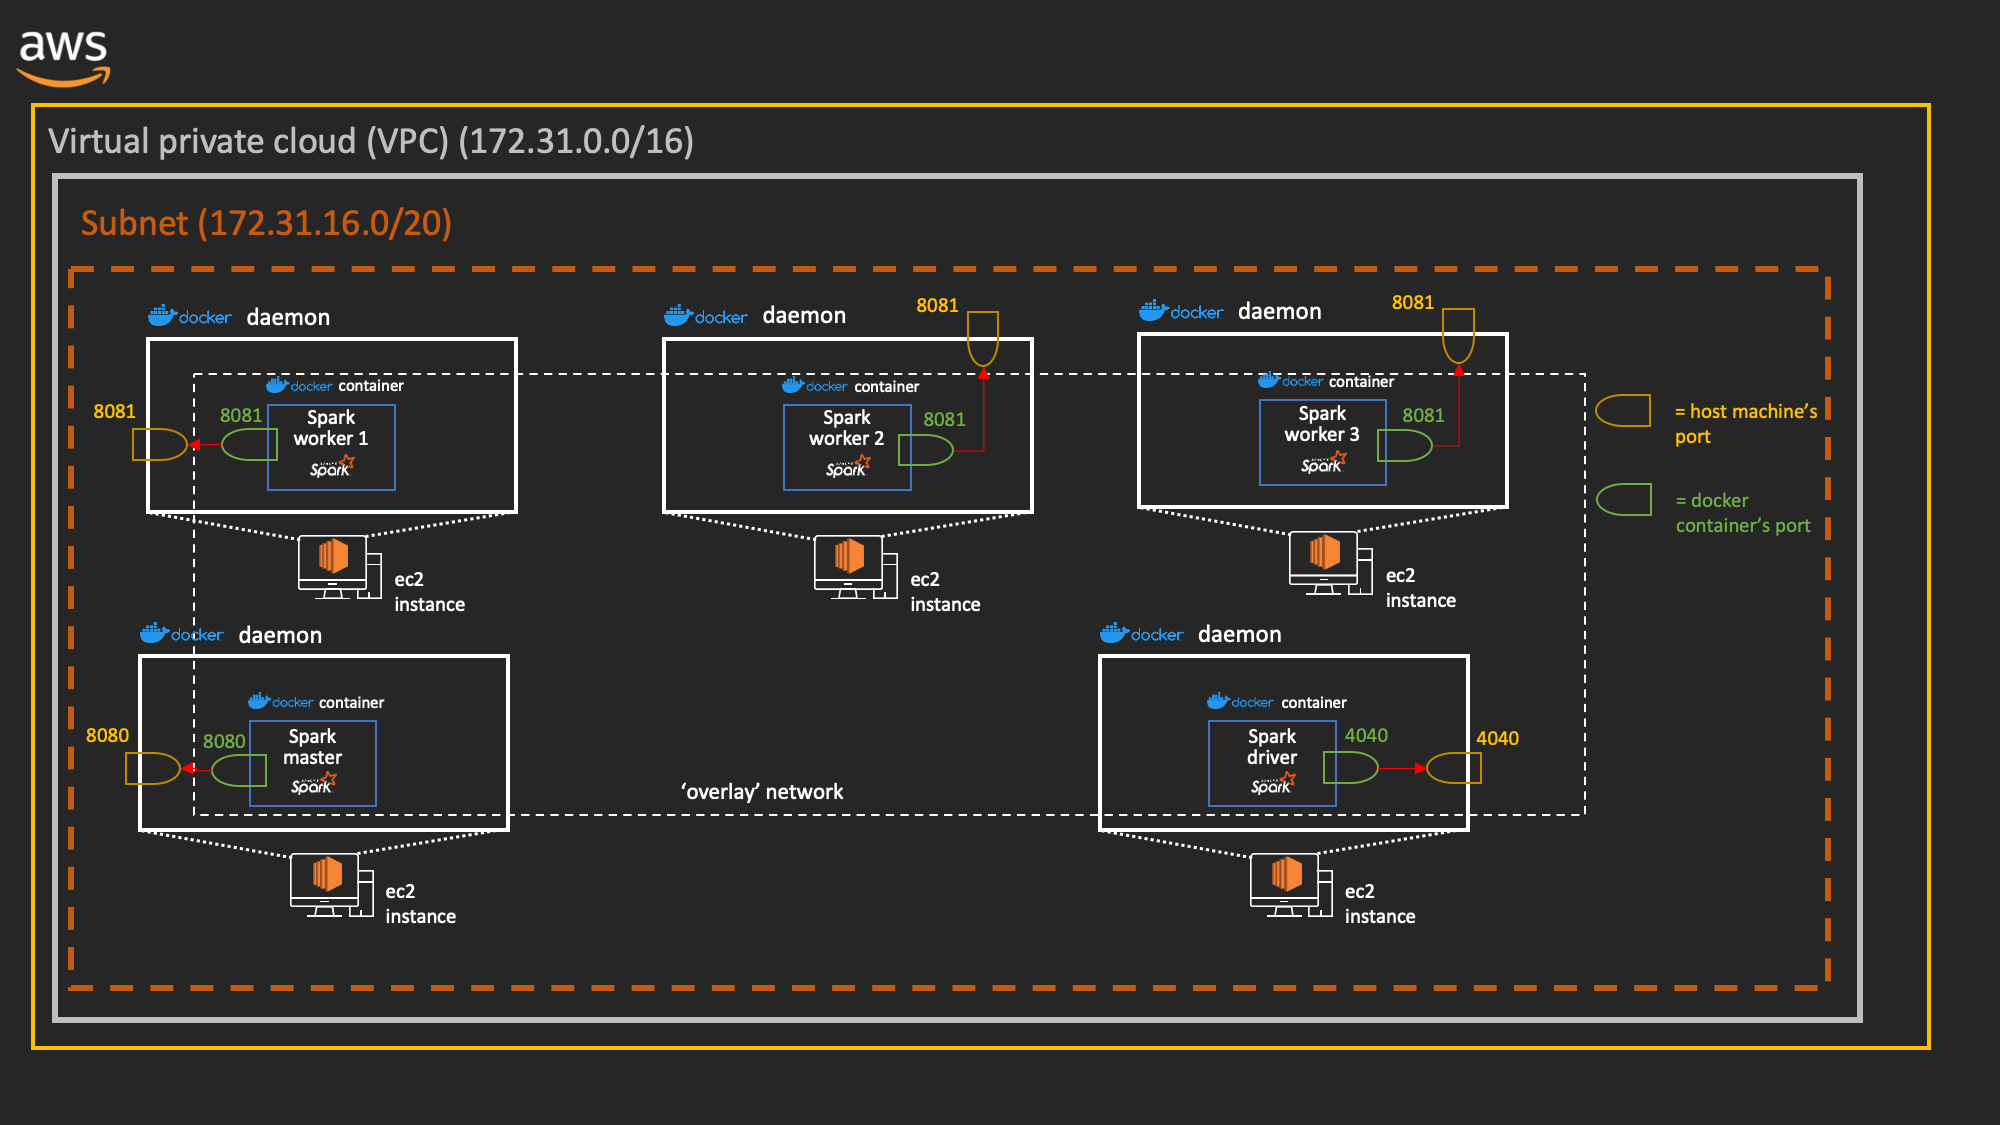 aws
Virtual private cloud (VPC) (172.31.0.0/16)
Subnet (172.31.16.0/20)
docker daemon
8081
docker container
8081
Spark
worker 1
Spark
ec2
instance
docker daemon
8081
docker container
8081
Spark
worker 2
Spark
ec2
instance
docker daemon
8081
docker container
8081
Spark
worker 3
Spark
ec2
instance
= host machine's
port
= docker
container's port
docker daemon
8080
docker container
8080
Spark
master
Spark
ec2
instance
‘overlay’ network
docker daemon
docker container
Spark
driver
Spark
4040
4040
ec2
instance